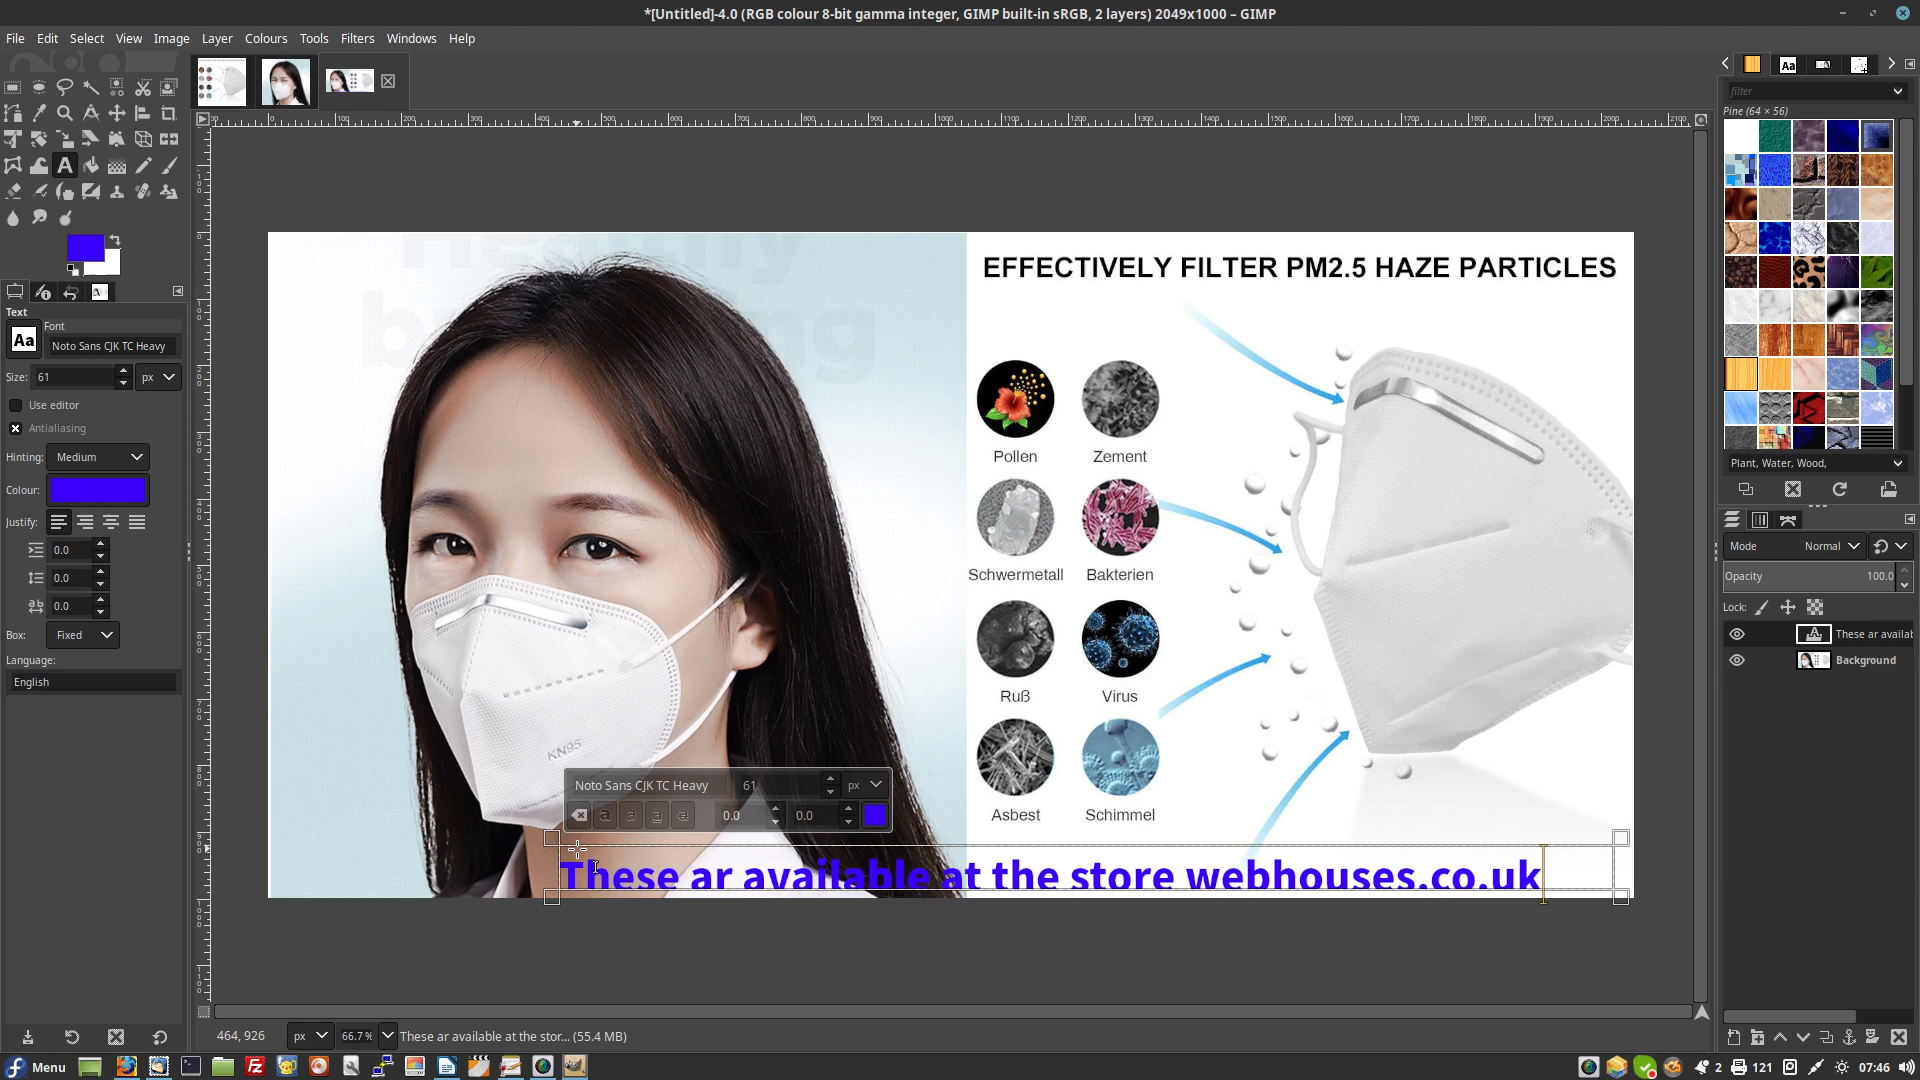 *[Untitled]-4.0 (RGB colour 8-bit gamma integer, GIMP built-in sRGB, 2 layers) 2049x1000 – GIMP
File Edit Select View Image Layer Colours Tools Filters Windows Help
filter
Pine (64 × 56)
Healthy
breathing
EFFECTIVELY FILTER PM2.5 HAZE PARTICLES
Text
Aa
Font
Noto Sans CJK TC Heavy
Size: 61 px
Use editor
Antialiasing
Hinting: Medium
Colour:
Justify:
0.0
0.0
0.0
Box: Fixed
Language:
English
Pollen Zement
Schwermetall Bakterien
Ruß Virus
Asbest Schimmel
KN95
Noto Sans CJK TC Heavy 61 px
0.0 0.0
These ar available at the store webhouses.co.uk
Plant, Water, Wood,
Mode Normal
Opacity 100.0
Lock:
These ar availab
Background
464, 926 px 66.7 % These ar available at the stor... (55.4 MB)
Menu 2 121 07:46